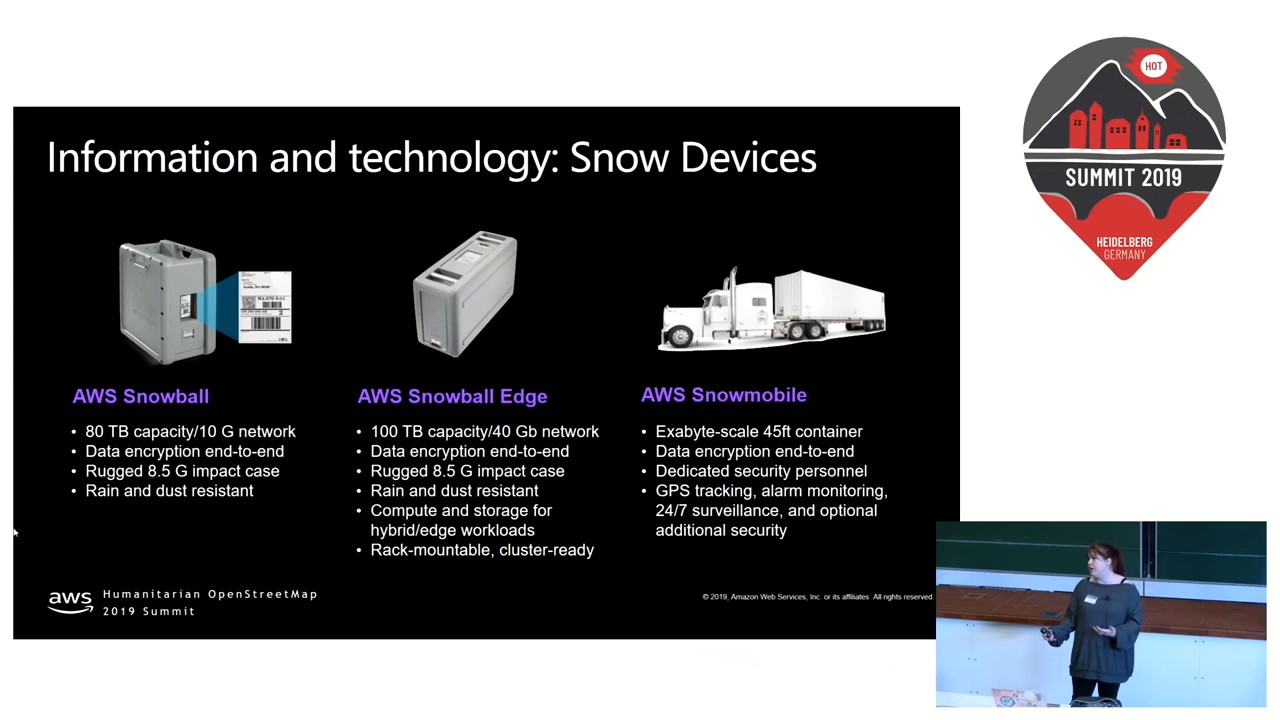 Information and technology: Snow Devices
AWS Snowball
• 80 TB capacity/10 G network
• Data encryption end-to-end
• Rugged 8.5 G impact case
• Rain and dust resistant
AWS Snowball Edge
• 100 TB capacity/40 Gb network
• Data encryption end-to-end
• Rugged 8.5 G impact case
• Rain and dust resistant
• Compute and storage for
hybrid/edge workloads
• Rack-mountable, cluster-ready
AWS Snowmobile
• Exabyte-scale 45ft container
• Data encryption end-to-end
• Dedicated security personnel
• GPS tracking, alarm monitoring,
24/7 surveillance, and optional
additional security
aws
Humanitarian OpenStreetMap
2019 Summit
© 2019, Amazon Web Services, Inc. or its affiliates. All rights reserved.
HOT
SUMMIT 2019
HEIDELBERG
GERMANY